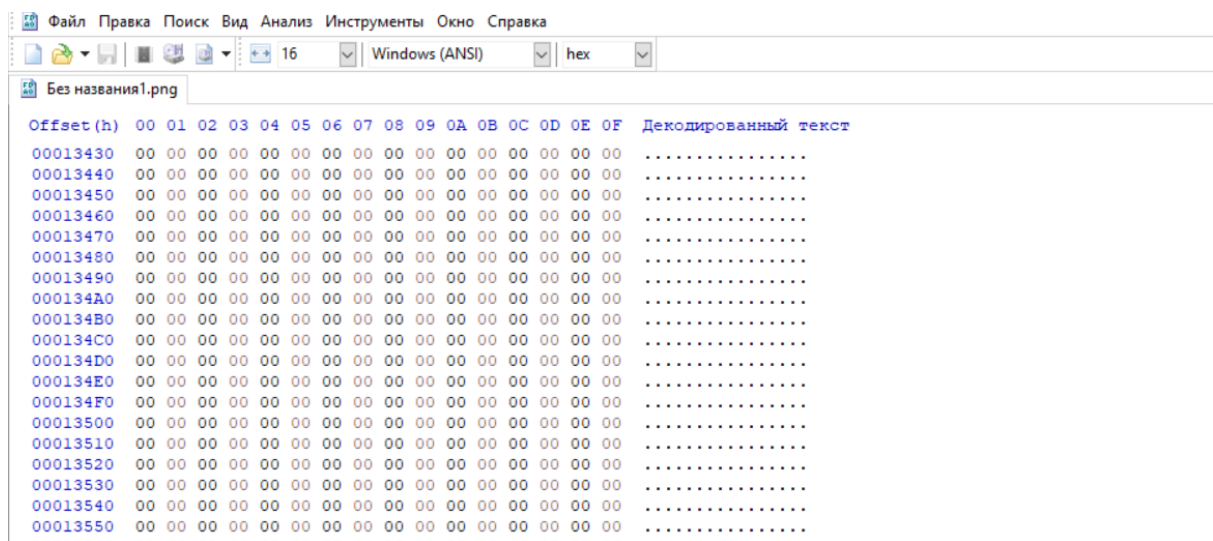 Файл Правка Поиск Вид Анализ Инструменты Окно Справка
16 Windows (ANSI) hex
Без названия1.png
Offset(h) 00 01 02 03 04 05 06 07 08 09 0A 0B 0C 0D 0E 0F Декодированный текст
00013430 00 00 00 00 00 00 00 00 00 00 00 00 00 00 00 00 ................
00013440 00 00 00 00 00 00 00 00 00 00 00 00 00 00 00 00 ................
00013450 00 00 00 00 00 00 00 00 00 00 00 00 00 00 00 00 ................
00013460 00 00 00 00 00 00 00 00 00 00 00 00 00 00 00 00 ................
00013470 00 00 00 00 00 00 00 00 00 00 00 00 00 00 00 00 ................
00013480 00 00 00 00 00 00 00 00 00 00 00 00 00 00 00 00 ................
00013490 00 00 00 00 00 00 00 00 00 00 00 00 00 00 00 00 ................
000134A0 00 00 00 00 00 00 00 00 00 00 00 00 00 00 00 00 ................
000134B0 00 00 00 00 00 00 00 00 00 00 00 00 00 00 00 00 ................
000134C0 00 00 00 00 00 00 00 00 00 00 00 00 00 00 00 00 ................
000134D0 00 00 00 00 00 00 00 00 00 00 00 00 00 00 00 00 ................
000134E0 00 00 00 00 00 00 00 00 00 00 00 00 00 00 00 00 ................
000134F0 00 00 00 00 00 00 00 00 00 00 00 00 00 00 00 00 ................
00013500 00 00 00 00 00 00 00 00 00 00 00 00 00 00 00 00 ................
00013510 00 00 00 00 00 00 00 00 00 00 00 00 00 00 00 00 ................
00013520 00 00 00 00 00 00 00 00 00 00 00 00 00 00 00 00 ................
00013530 00 00 00 00 00 00 00 00 00 00 00 00 00 00 00 00 ................
00013540 00 00 00 00 00 00 00 00 00 00 00 00 00 00 00 00 ................
00013550 00 00 00 00 00 00 00 00 00 00 00 00 00 00 00 00 ................